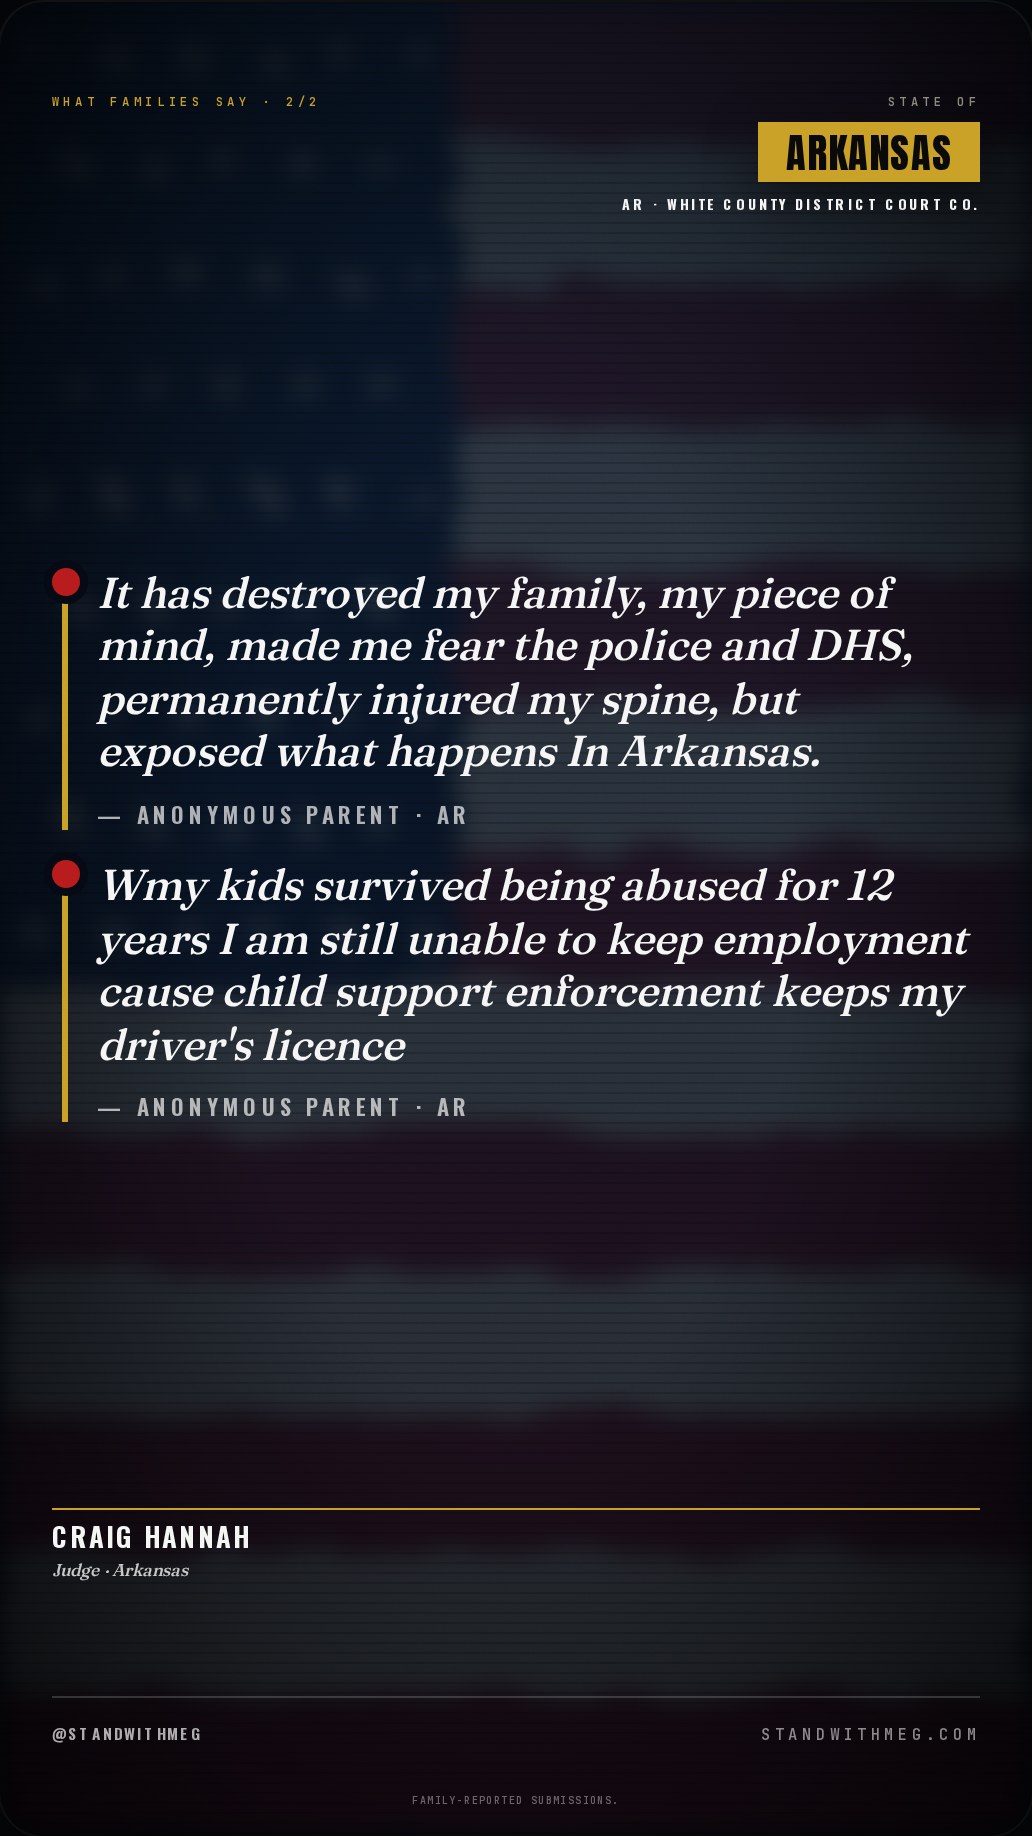 WHAT FAMILIES SAY · 2/2
STATE OF
ARKANSAS
AR · WHITE COUNTY DISTRICT COURT CO.
It has destroyed my family, my piece of
mind, made me fear the police and DHS,
permanently injured my spine, but
exposed what happens In Arkansas.
— ANONYMOUS PARENT · AR
Wmy kids survived being abused for 12
years I am still unable to keep employment
cause child support enforcement keeps my
driver's licence
— ANONYMOUS PARENT · AR
CRAIG HANNAH
Judge · Arkansas
@STANDWITHMEG
STANDWITHMEG.COM
FAMILY-REPORTED SUBMISSIONS.